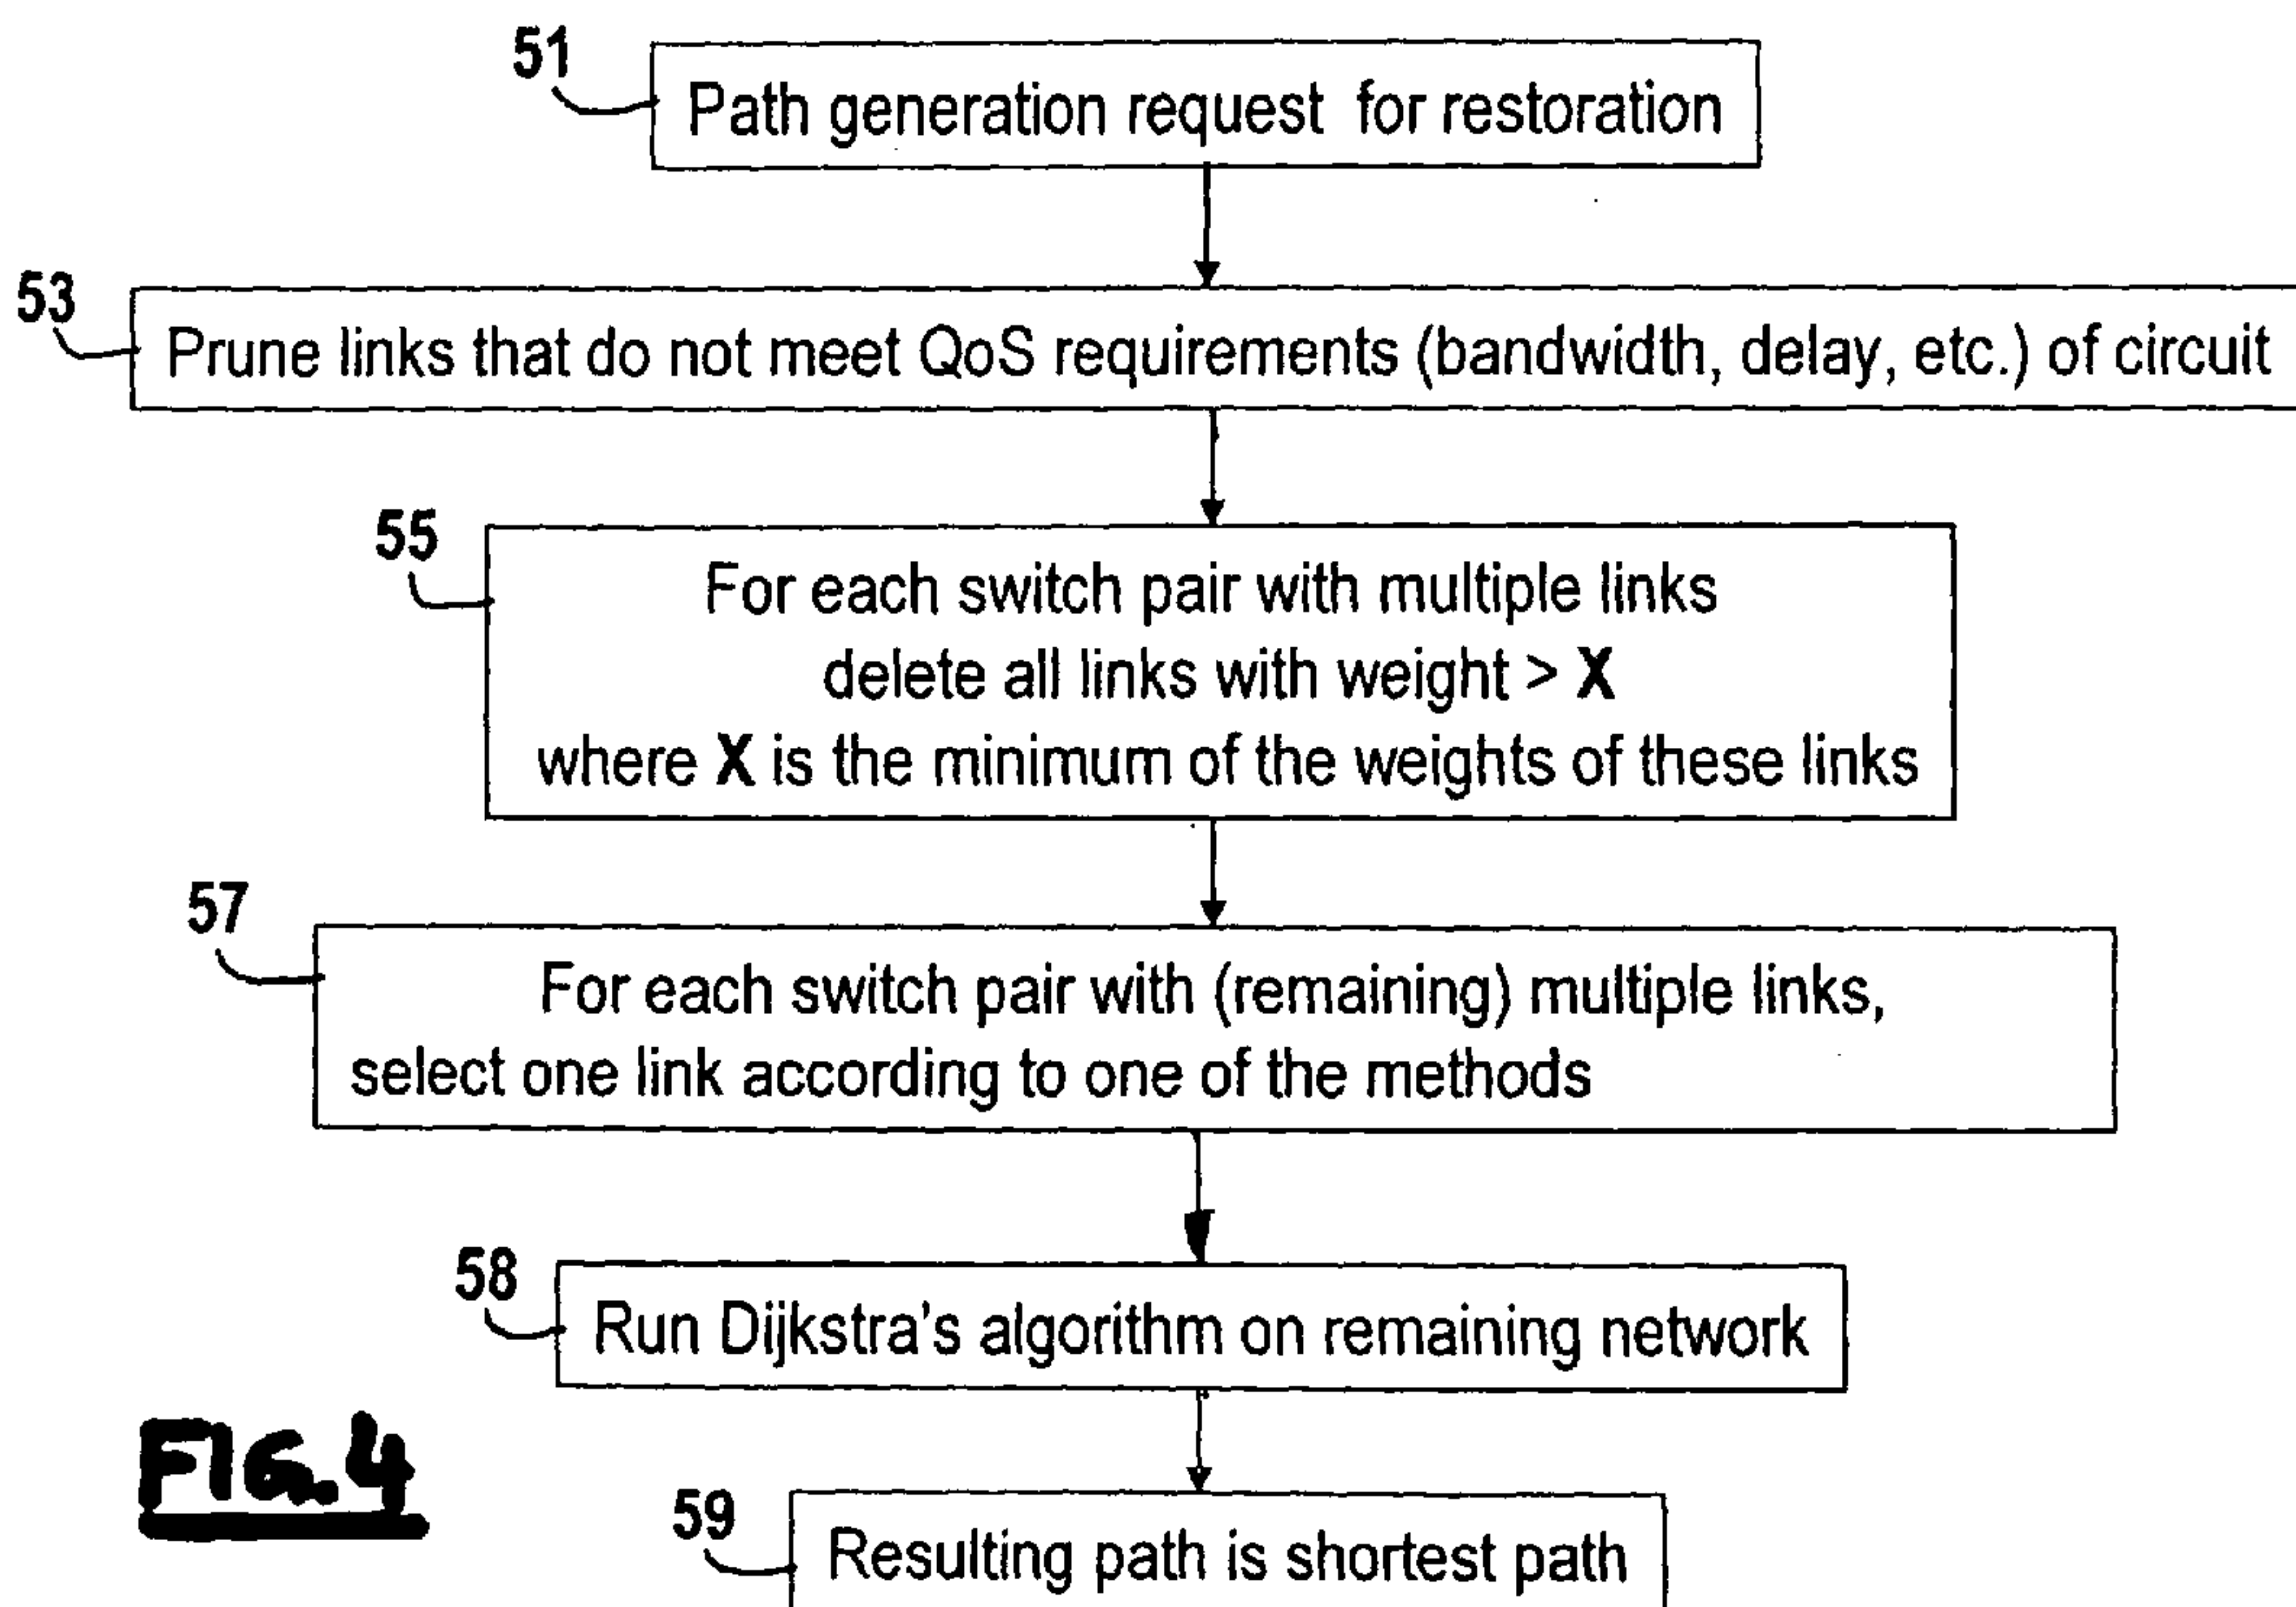 51
Path generation request for restoration
53
Prune links that do not meet QoS requirements (bandwidth, delay, etc.) of circuit
55
For each switch pair with multiple links
delete all links with weight > X
where X is the minimum of the weights of these links
57
For each switch pair with (remaining) multiple links,
select one link according to one of the methods
58
Run Dijkstra's algorithm on remaining network
59
Resulting path is shortest path
FIG.4